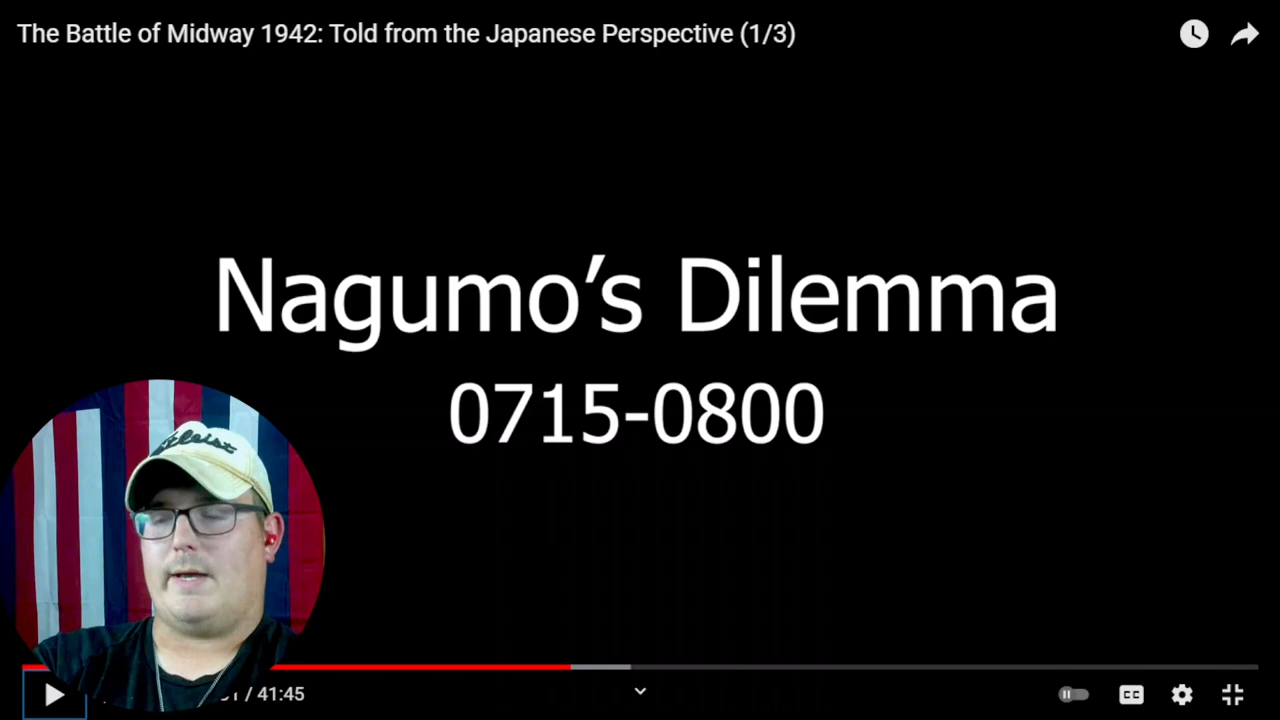 The Battle of Midway 1942: Told from the Japanese Perspective (1/3)
Nagumo's Dilemma
0715-0800
Titleist
/ 41:45
CC